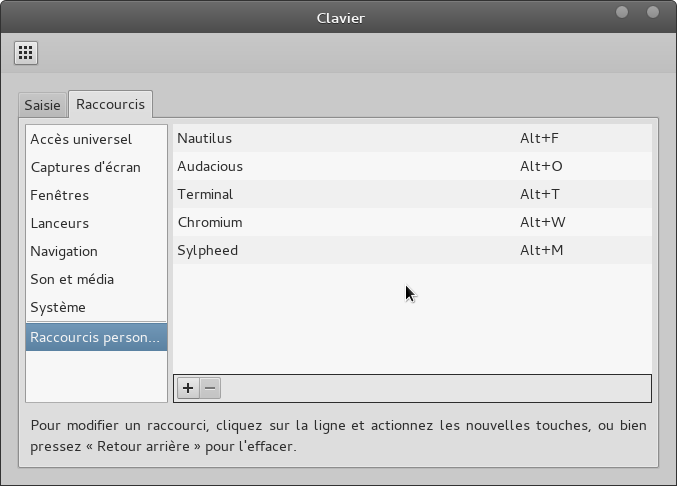 Clavier
Saisie
Raccourcis
Accès universel
Captures d'écran
Fenêtres
Lanceurs
Navigation
Son et média
Système
Raccourcis person...
Nautilus Alt+F
Audacious Alt+O
Terminal Alt+T
Chromium Alt+W
Sylpheed Alt+M
Pour modifier un raccourci, cliquez sur la ligne et actionnez les nouvelles touches, ou bien
pressez « Retour arrière » pour l'effacer.